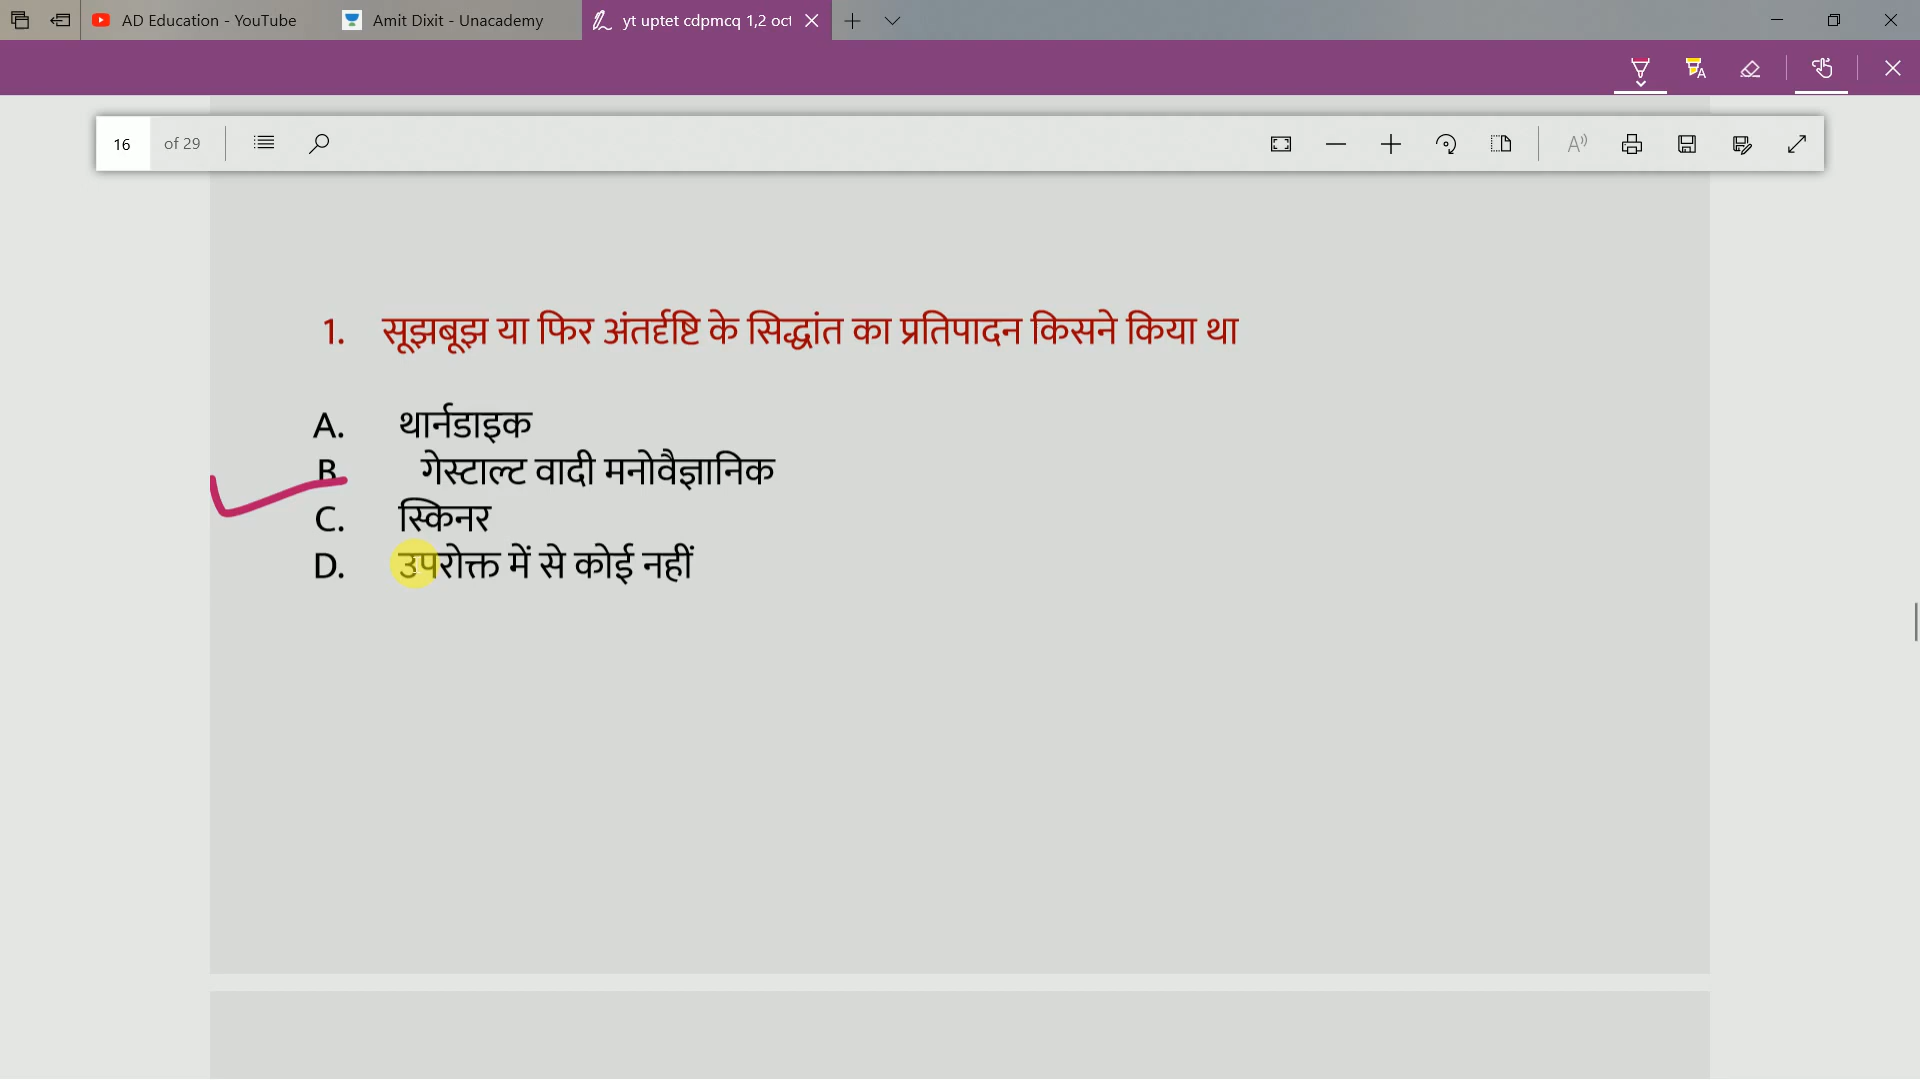 AD Education - YouTube
Amit Dixit - Unacademy
yt uptet cdpmcq 1,2 oct
16 of 29
1. सूझबूझ या फिर अंतर्दृष्टि के सिद्धांत का प्रतिपादन किसने किया था
A. थार्नडाइक
B. गेस्टाल्ट वादी मनोवैज्ञानिक
C. स्किनर
D. उपरोक्त में से कोई नहीं